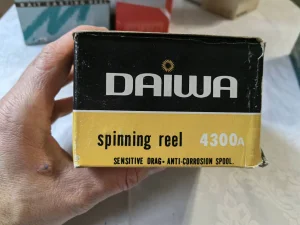 DAIWA
spinning reel 4300A
SENSITIVE DRAG • ANTI-CORROSION SPOOL.